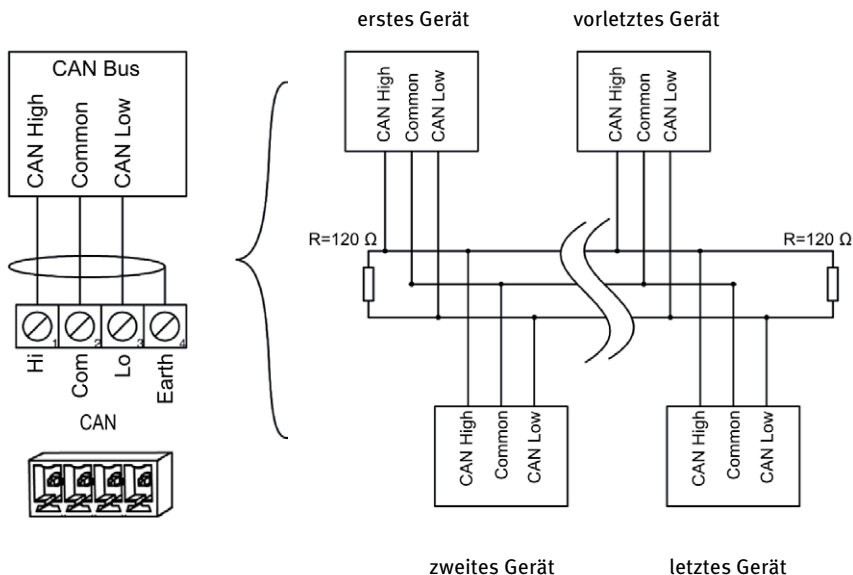 erstes Gerät
vorletztes Gerät
CAN Bus
CAN High
Common
CAN Low
CAN High
Common
CAN Low
CAN High
Common
CAN Low
R=120 Ω
R=120 Ω
1
2
3
4
Hi
Com
Lo
Earth
CAN
CAN High
Common
CAN Low
CAN High
Common
CAN Low
zweites Gerät
letztes Gerät